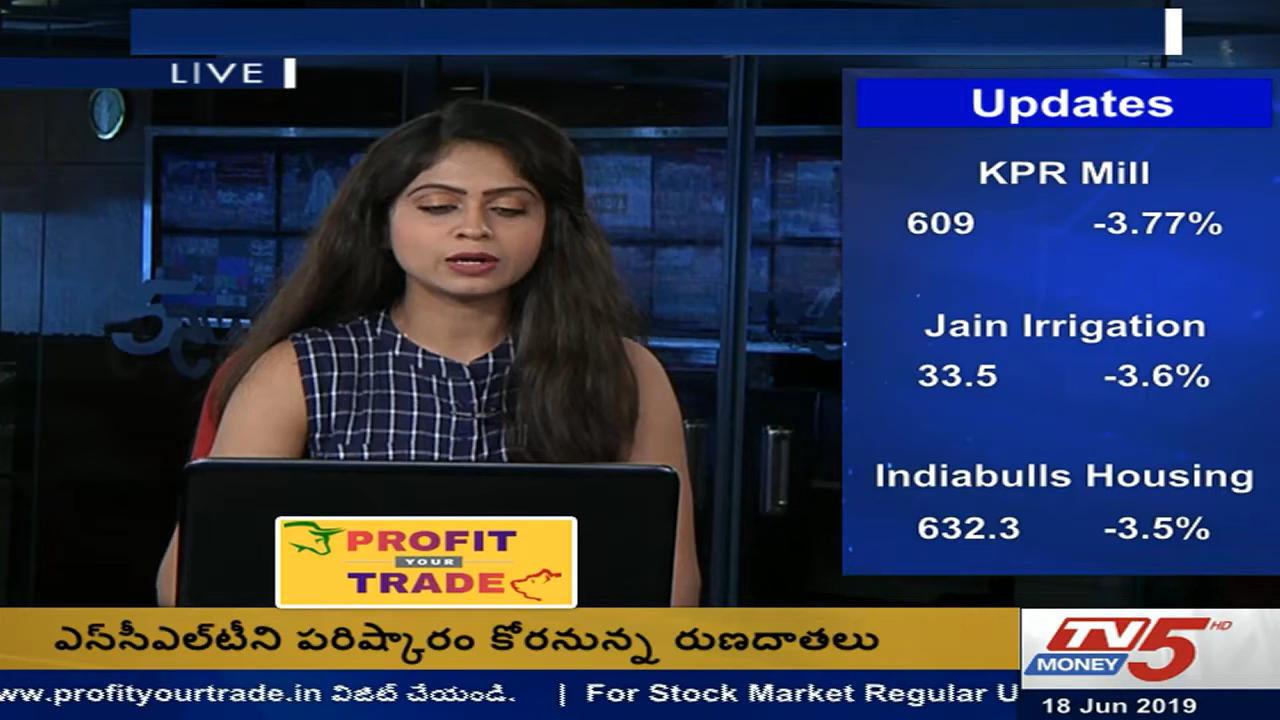 LIVE
Updates
KPR Mill
609 -3.77%
Jain Irrigation
33.5 -3.6%
Indiabulls Housing
632.3 -3.5%
PROFIT
YOUR
TRADE
ఎస్‌సీఎల్‌టీని పరిష్కారం కోరనున్న రుణదాతలు
TV5 HD
MONEY
www.profityourtrade.in విజిట్ చేయండి. | For Stock Market Regular U
18 Jun 2019